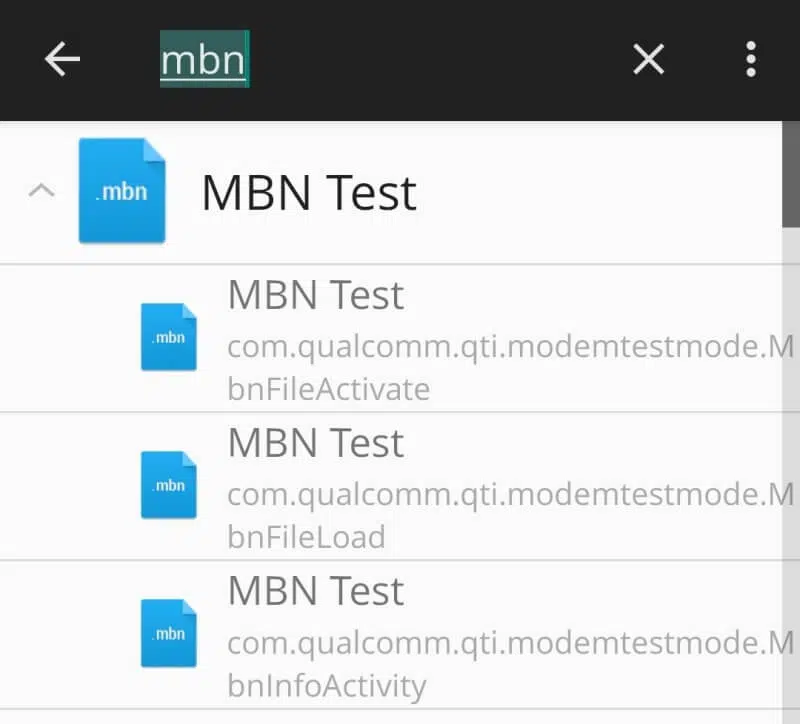 mbn
.mbn
MBN Test
MBN Test
.mbn
com.qualcomm.qti.modemtestmode.M
bnFileActivate
MBN Test
.mbn
com.qualcomm.qti.modemtestmode.M
bnFileLoad
MBN Test
.mbn
com.qualcomm.qti.modemtestmode.M
bnInfoActivity